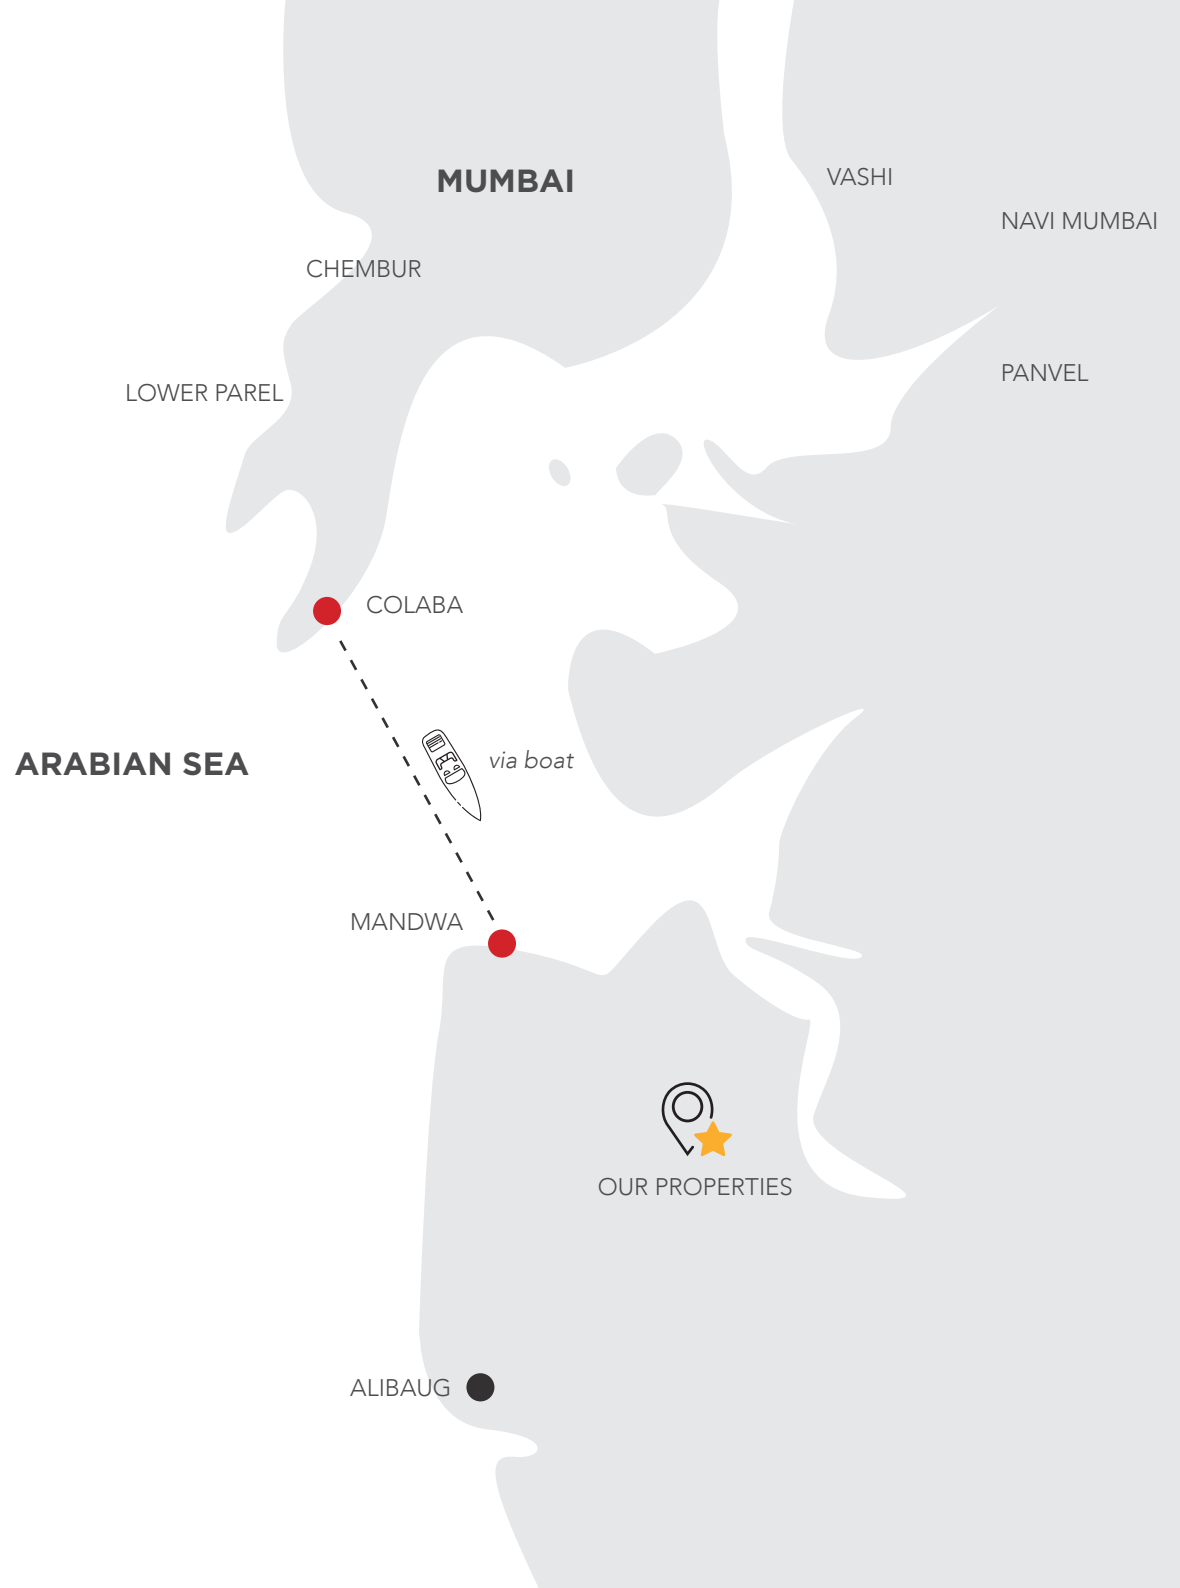 MUMBAI
VASHI
NAVI MUMBAI
CHEMBUR
PANVEL
LOWER PAREL
COLABA
ARABIAN SEA
via boat
MANDWA
OUR PROPERTIES
ALIBAUG